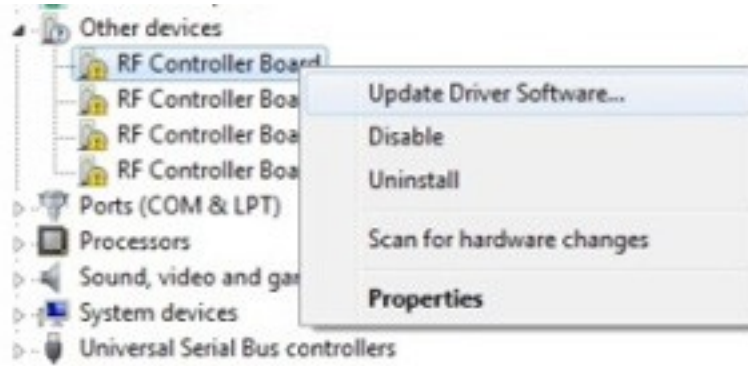 Other devices
RF Controller Board
RF Controller Boa
RF Controller Boa
RF Controller Boa
Ports (COM & LPT)
Processors
Sound, video and gar
System devices
Universal Serial Bus controllers
Update Driver Software...
Disable
Uninstall
Scan for hardware changes
Properties